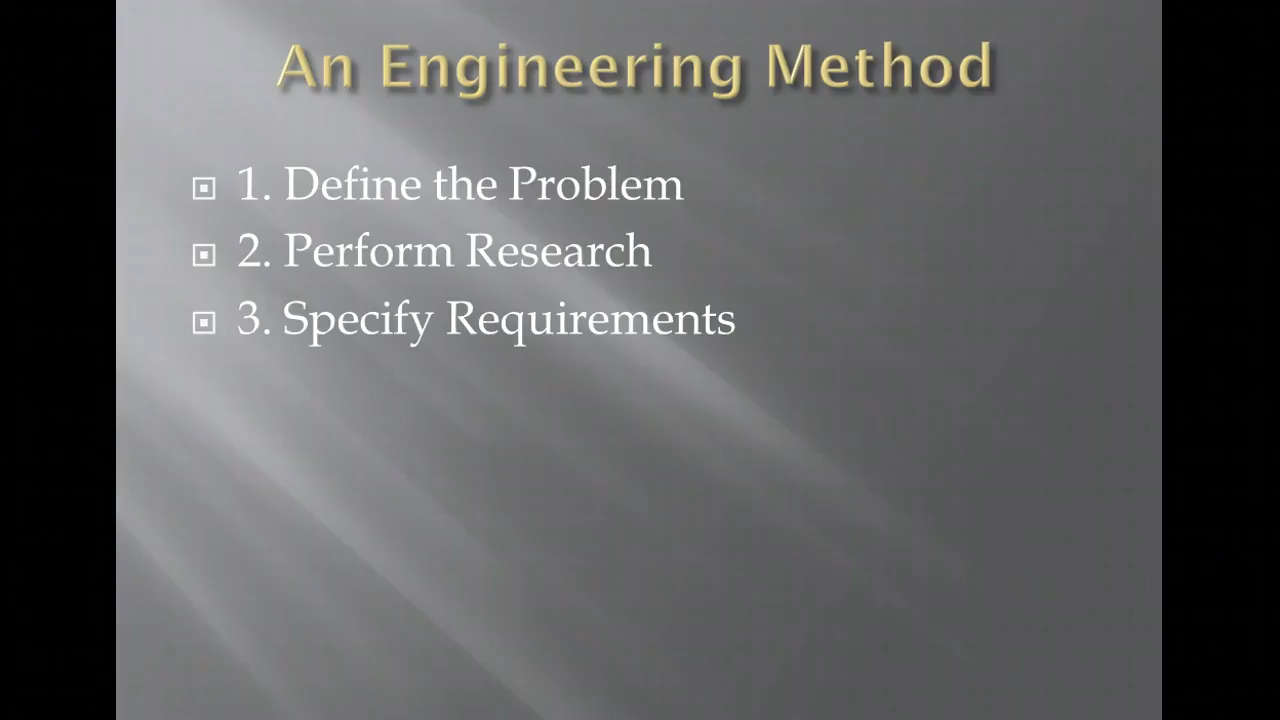 An Engineering Method
1. Define the Problem
2. Perform Research
3. Specify Requirements